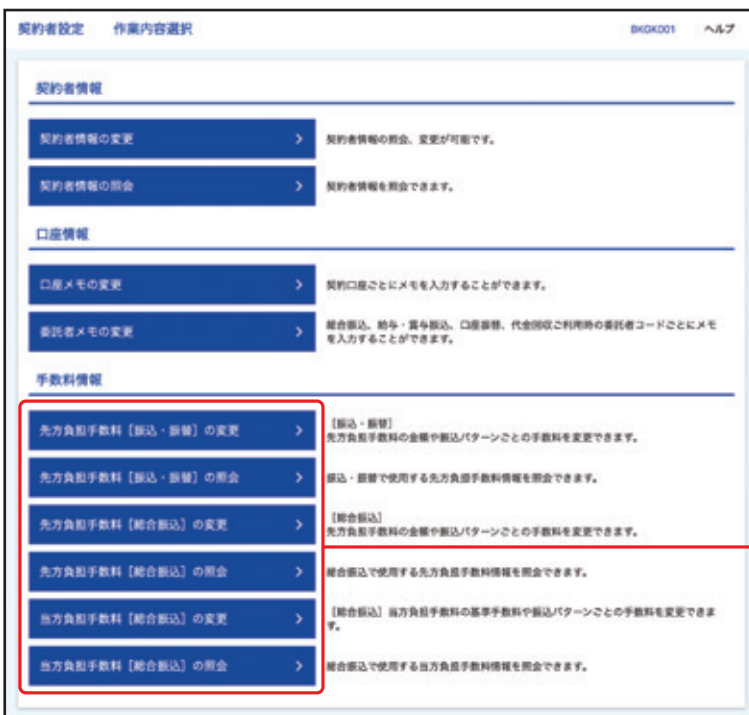 契約者設定 作業内容選択 BKGK001 ヘルプ
契約者情報
契約者情報の変更 契約者情報の照会、変更が可能です。
契約者情報の照会 契約者情報を照会できます。
口座情報
口座メモの変更 契約口座ごとにメモを入力することができます。
委託者メモの変更 総合振込、給与・賞与振込、口座振替、代金回収ご利用時の委託者コードごとにメモ
を入力することができます。
手数料情報
先方負担手数料［振込・振替］の変更 ［振込・振替］
先方負担手数料の金額や振込パターンごとの手数料を変更できます。
先方負担手数料［振込・振替］の照会 振込・振替で使用する先方負担手数料情報を照会できます。
先方負担手数料［総合振込］の変更 ［総合振込］
先方負担手数料の金額や振込パターンごとの手数料を変更できます。
先方負担手数料［総合振込］の照会 総合振込で使用する先方負担手数料情報を照会できます。
当方負担手数料［総合振込］の変更 ［総合振込］当方負担手数料の基準手数料や振込パターンごとの手数料を変更できま
す。
当方負担手数料［総合振込］の照会 総合振込で使用する当方負担手数料情報を照会できます。